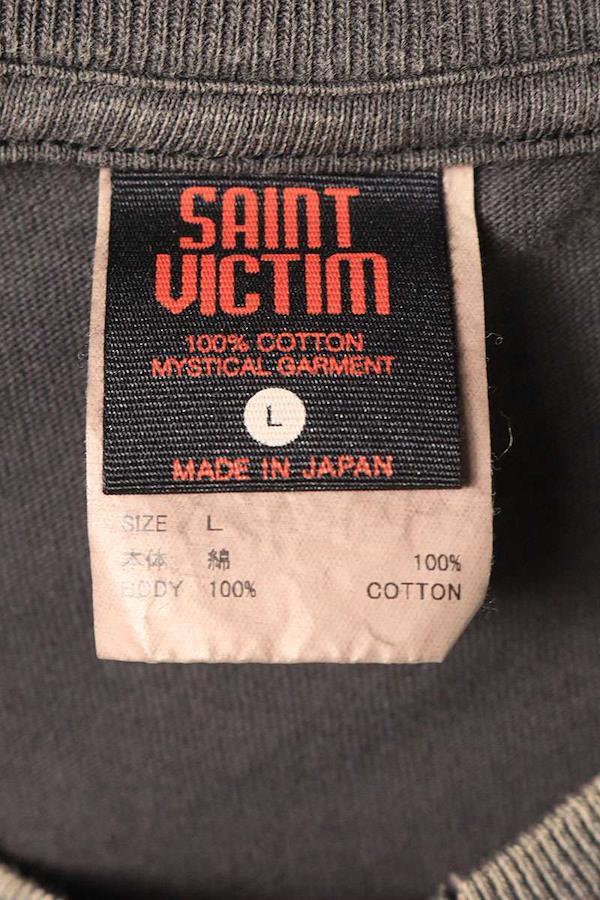 SAINT
VICTIM
100% COTTON
MYSTICAL GARMENT
L
MADE IN JAPAN
SIZE L
本体 綿 100%
BODY 100% COTTON